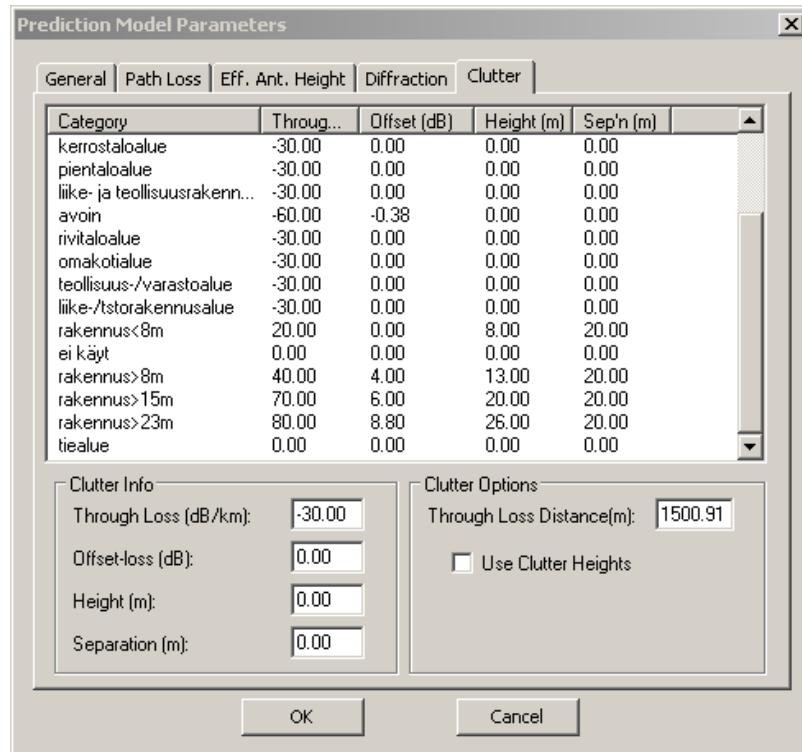 Prediction Model Parameters
General Path Loss Eff. Ant. Height Diffraction Clutter
Category Throug... Offset (dB) Height (m) Sep'n (m)
kerrostaloalue -30.00 0.00 0.00 0.00
pientaloalue -30.00 0.00 0.00 0.00
liike- ja teollisuusrakenn... -30.00 0.00 0.00 0.00
avoin -60.00 -0.38 0.00 0.00
rivitaloalue -30.00 0.00 0.00 0.00
omakotialue -30.00 0.00 0.00 0.00
teollisuus-/varastoalue -30.00 0.00 0.00 0.00
liike-/tstorakennusalue -30.00 0.00 0.00 0.00
rakennus<8m 20.00 0.00 8.00 20.00
ei käyt 0.00 0.00 0.00 0.00
rakennus>8m 40.00 4.00 13.00 20.00
rakennus>15m 70.00 6.00 20.00 20.00
rakennus>23m 80.00 8.80 26.00 20.00
tiealue 0.00 0.00 0.00 0.00
Clutter Info
Through Loss (dB/km): -30.00
Offset-loss (dB): 0.00
Height (m): 0.00
Separation (m): 0.00
Clutter Options
Through Loss Distance(m): 1500.91
Use Clutter Heights
OK Cancel